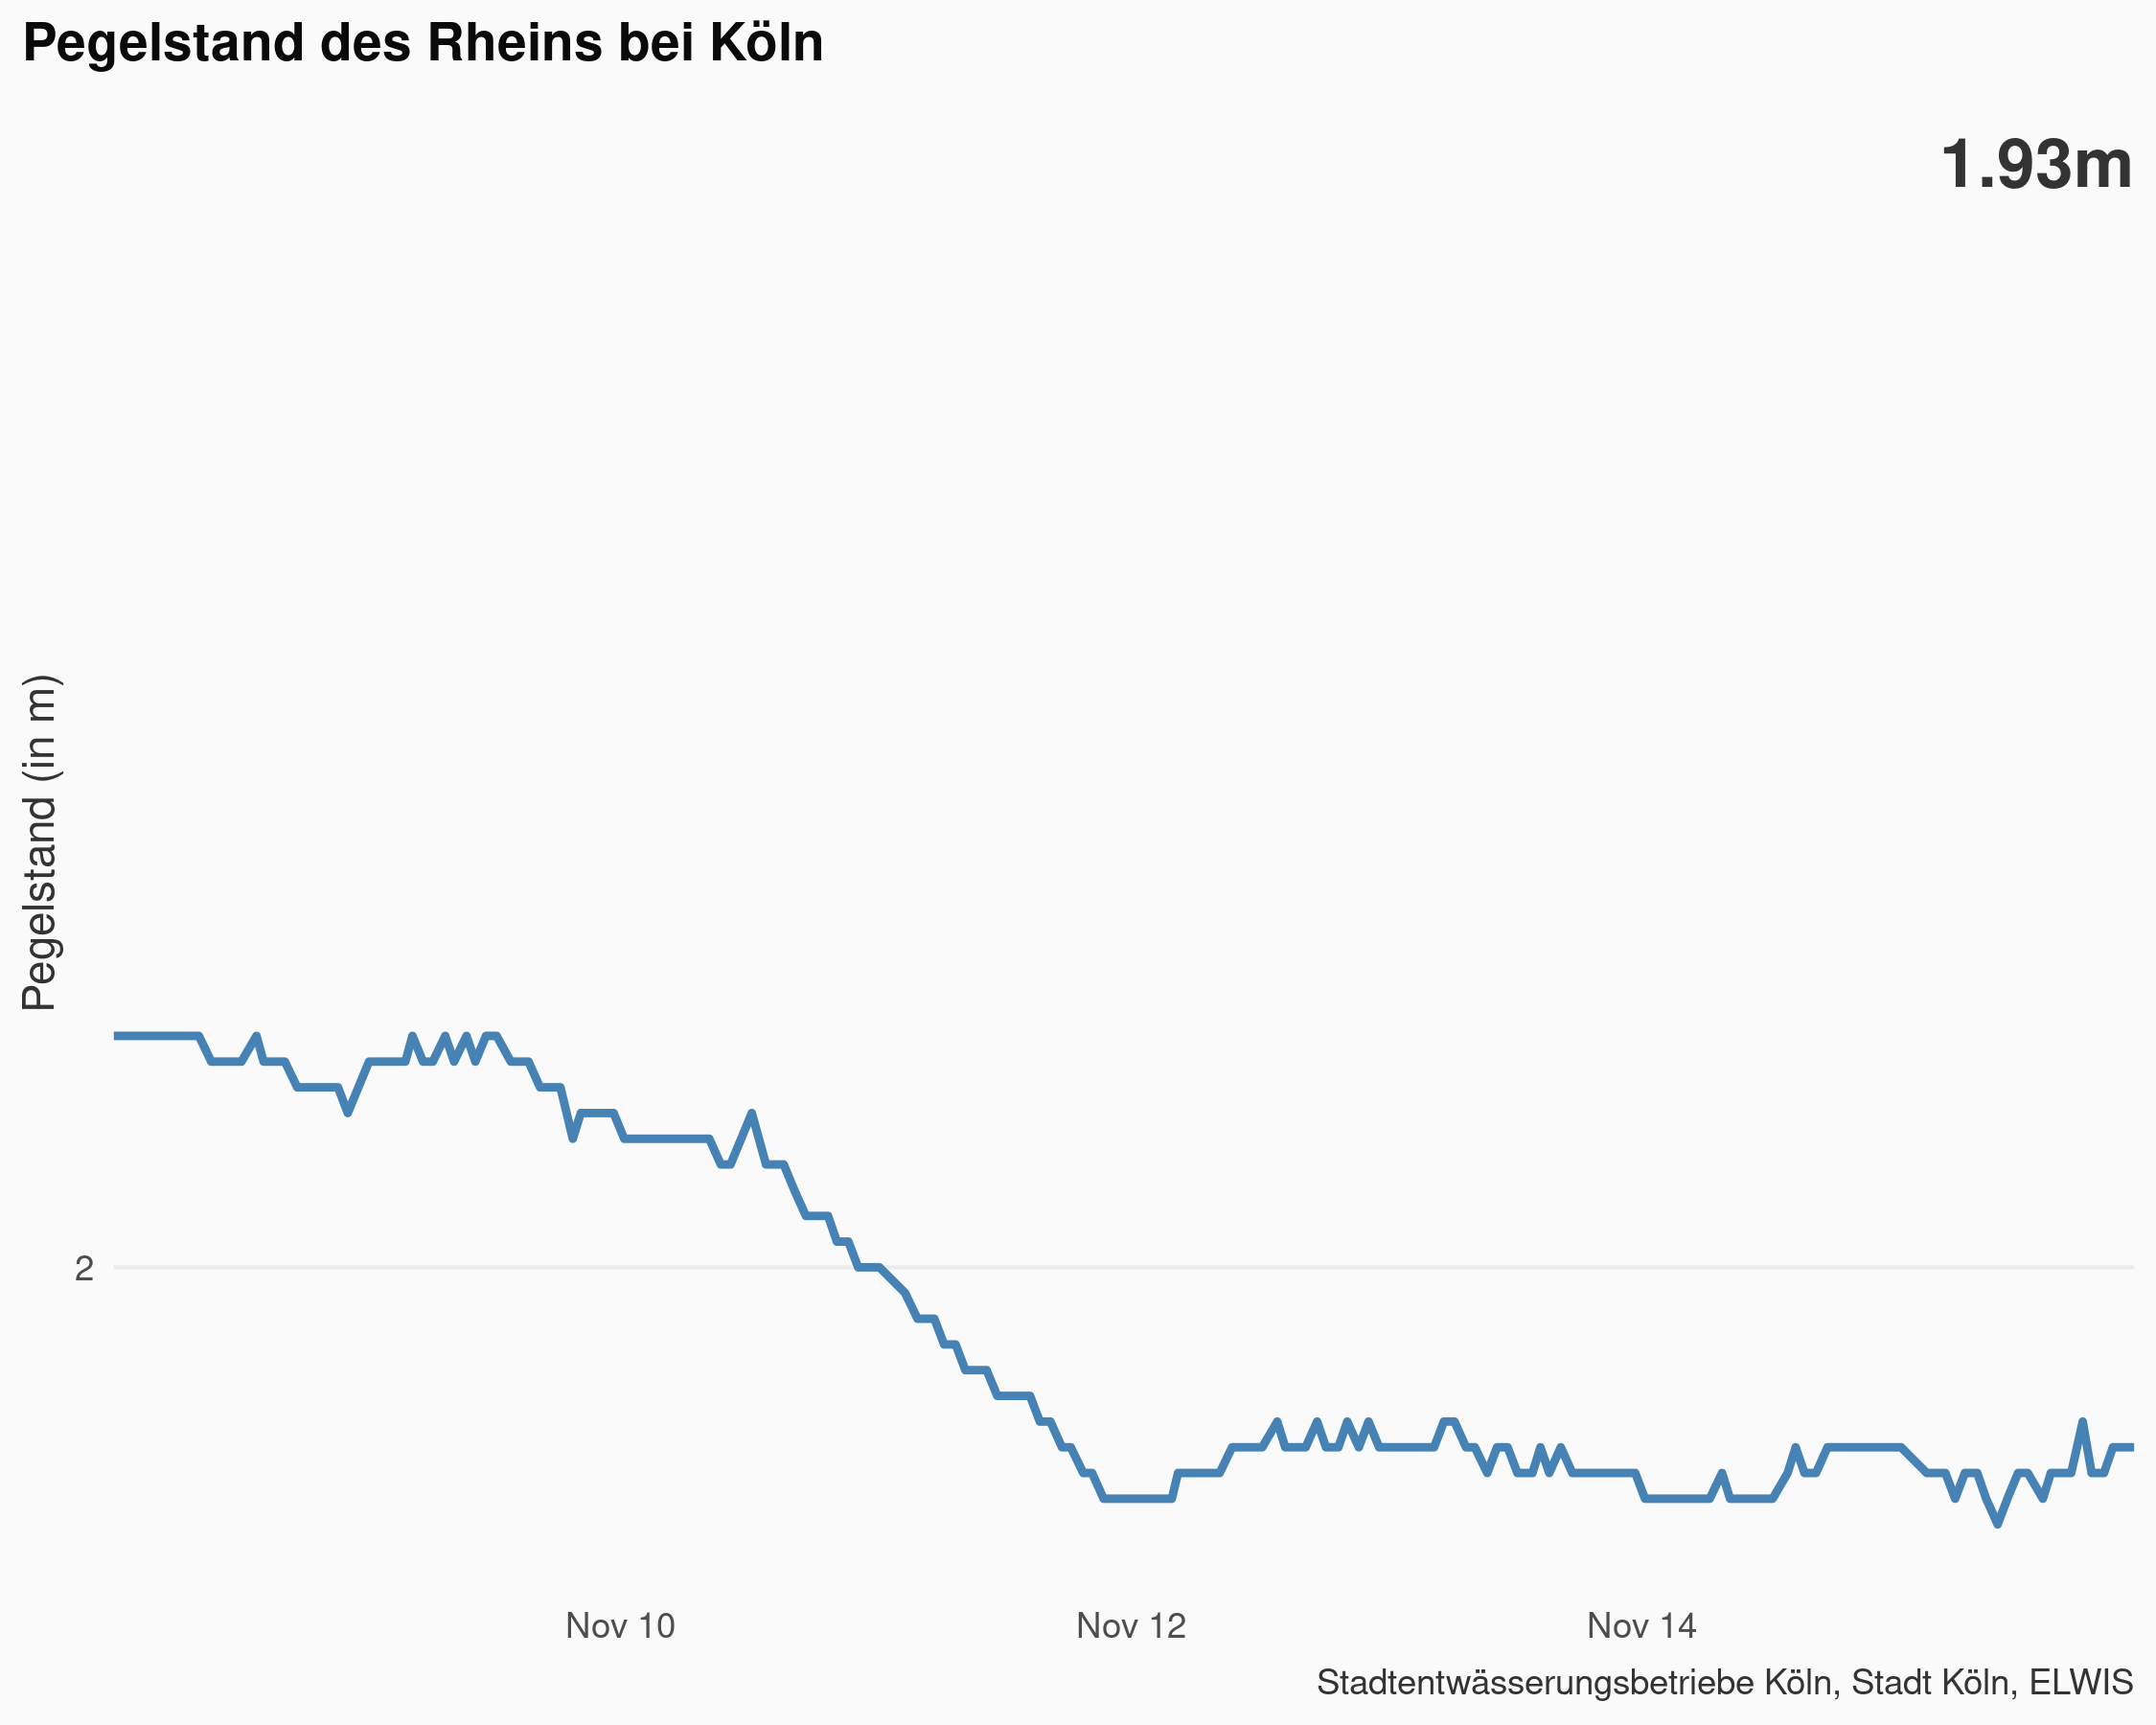 Pegelstand des Rheins bei Köln
1.93m
Pegelstand (in m)
2
Nov 10
Nov 12
Nov 14
Stadtentwässerungsbetriebe Köln, Stadt Köln, ELWIS